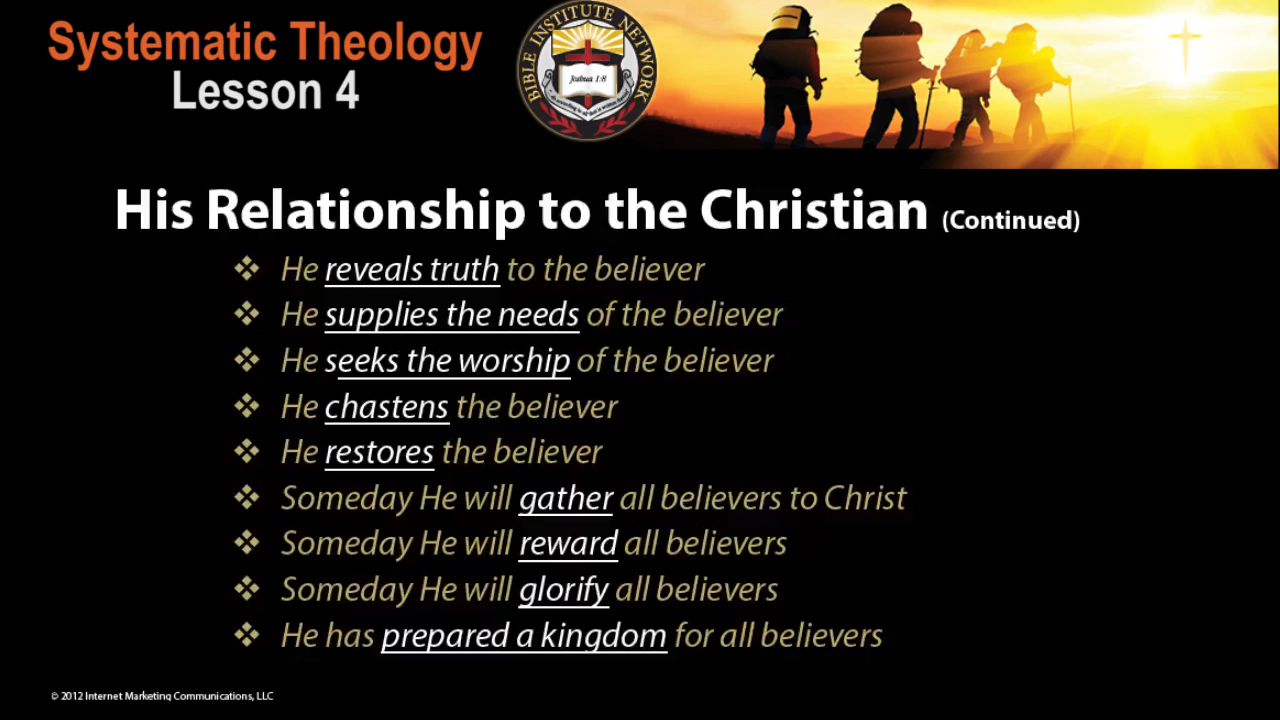 Systematic Theology
Lesson 4
BIBLE INSTITUTE NETWORK
Joshua 1:8
His Relationship to the Christian (Continued)
❖ He reveals truth to the believer
❖ He supplies the needs of the believer
❖ He seeks the worship of the believer
❖ He chastens the believer
❖ He restores the believer
❖ Someday He will gather all believers to Christ
❖ Someday He will reward all believers
❖ Someday He will glorify all believers
❖ He has prepared a kingdom for all believers
© 2012 Internet Marketing Communications, LLC